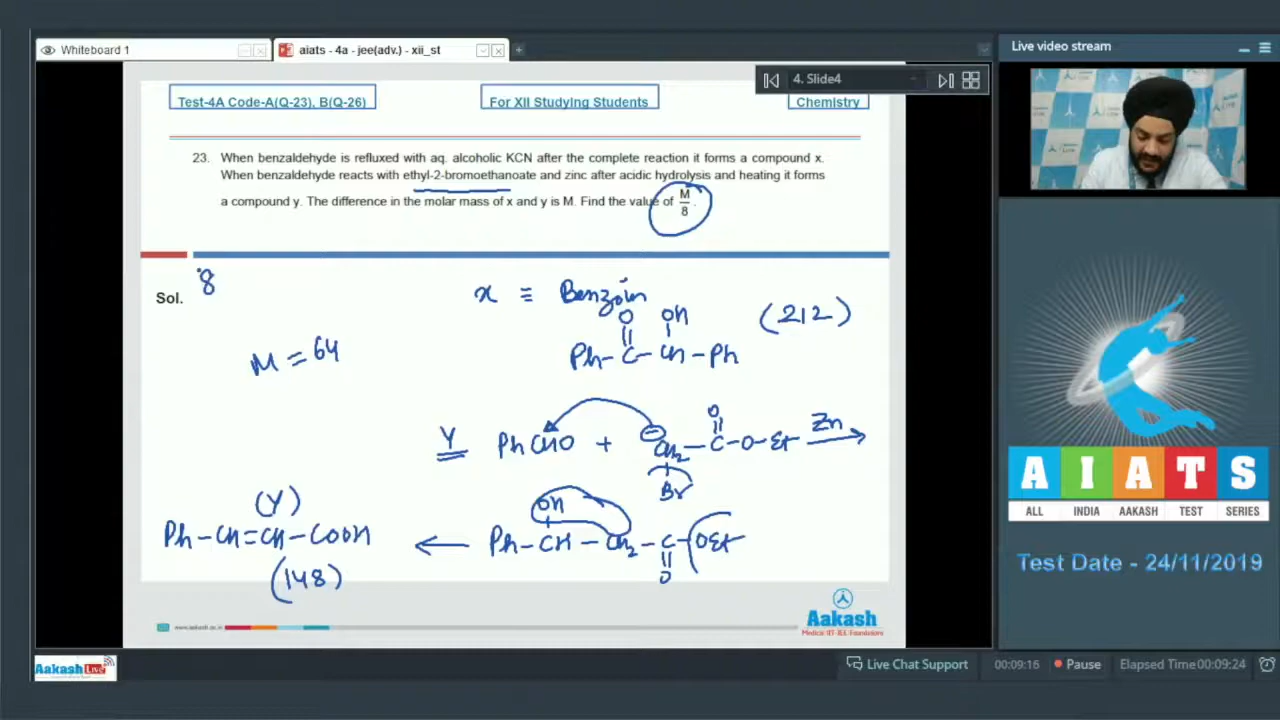 Whiteboard 1
aiats - 4a - jee(adv.) - xii_st
Live video stream
4. Slide4
Test-4A Code-A(Q-23), B(Q-26)
For XII Studying Students
Chemistry
23. When benzaldehyde is refluxed with aq. alcoholic KCN after the complete reaction it forms a compound x.
When benzaldehyde reacts with ethyl-2-bromoethanoate and zinc after acidic hydrolysis and heating it forms
a compound y. The difference in the molar mass of x and y is M. Find the value of M/8.
Sol. 8
x ≡ Benzoin
O OH
Ph-C-CH-Ph
(212)
M = 64
Y PhCHO + CH2-C-O-Et Zn
O
Br
(Y)
Ph-CH=CH-COOH
(148)
OH
Ph-CH-CH2-C-OEt
O
AIATS
ALL INDIA AAKASH TEST SERIES
Test Date - 24/11/2019
www.aakash.ac.in
Aakash
Medical IIT-JEE Foundations
Aakash Live
Live Chat Support
00:09:16
Pause
Elapsed Time 00:09:24